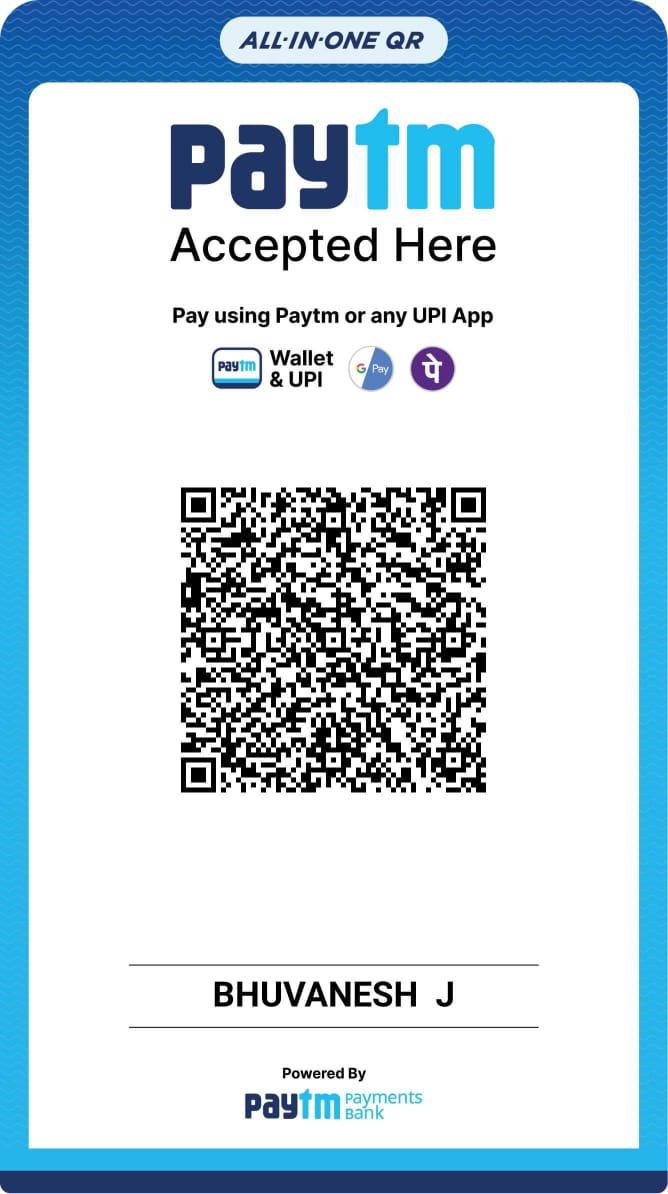 ALL·IN·ONE QR
paytm
Accepted Here
Pay using Paytm or any UPI App
paytm Wallet & UPI G Pay पे
BHUVANESH J
Powered By
paytm payments Bank